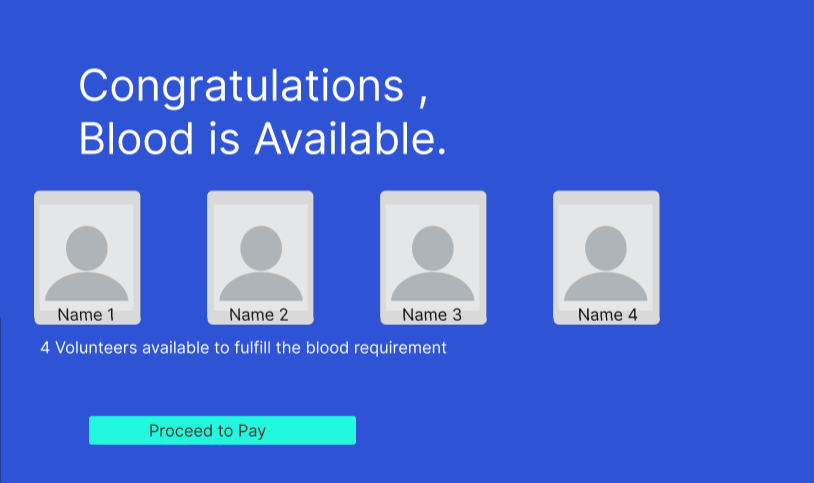 Congratulations ,
Blood is Available.
Name 1
Name 2
Name 3
Name 4
4 Volunteers available to fulfill the blood requirement
Proceed to Pay